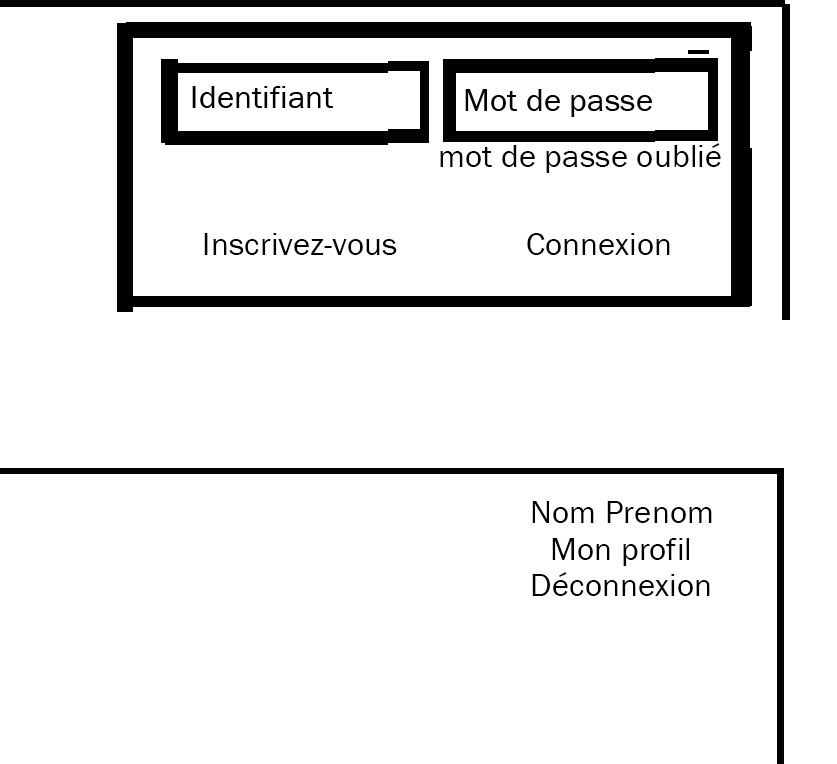 Identifiant
Mot de passe
mot de passe oublié
Inscrivez-vous
Connexion
Nom Prenom
Mon profil
Déconnexion